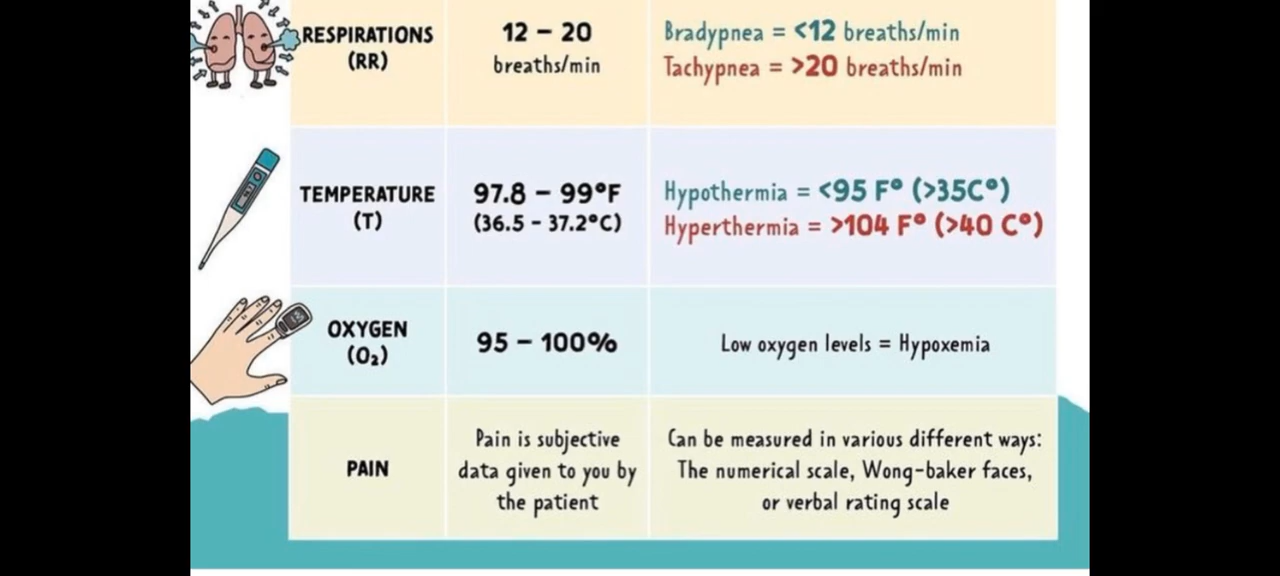 RESPIRATIONS
(RR)
12 – 20
breaths/min
Bradypnea = <12 breaths/min
Tachypnea = >20 breaths/min
TEMPERATURE
(T)
97.8 – 99°F
(36.5 – 37.2°C)
Hypothermia = <95 F° (>35C°)
Hyperthermia = >104 F° (>40 C°)
OXYGEN
(O₂)
95 – 100%
Low oxygen levels = Hypoxemia
PAIN
Pain is subjective
data given to you by
the patient
Can be measured in various different ways:
The numerical scale, Wong-baker faces,
or verbal rating scale